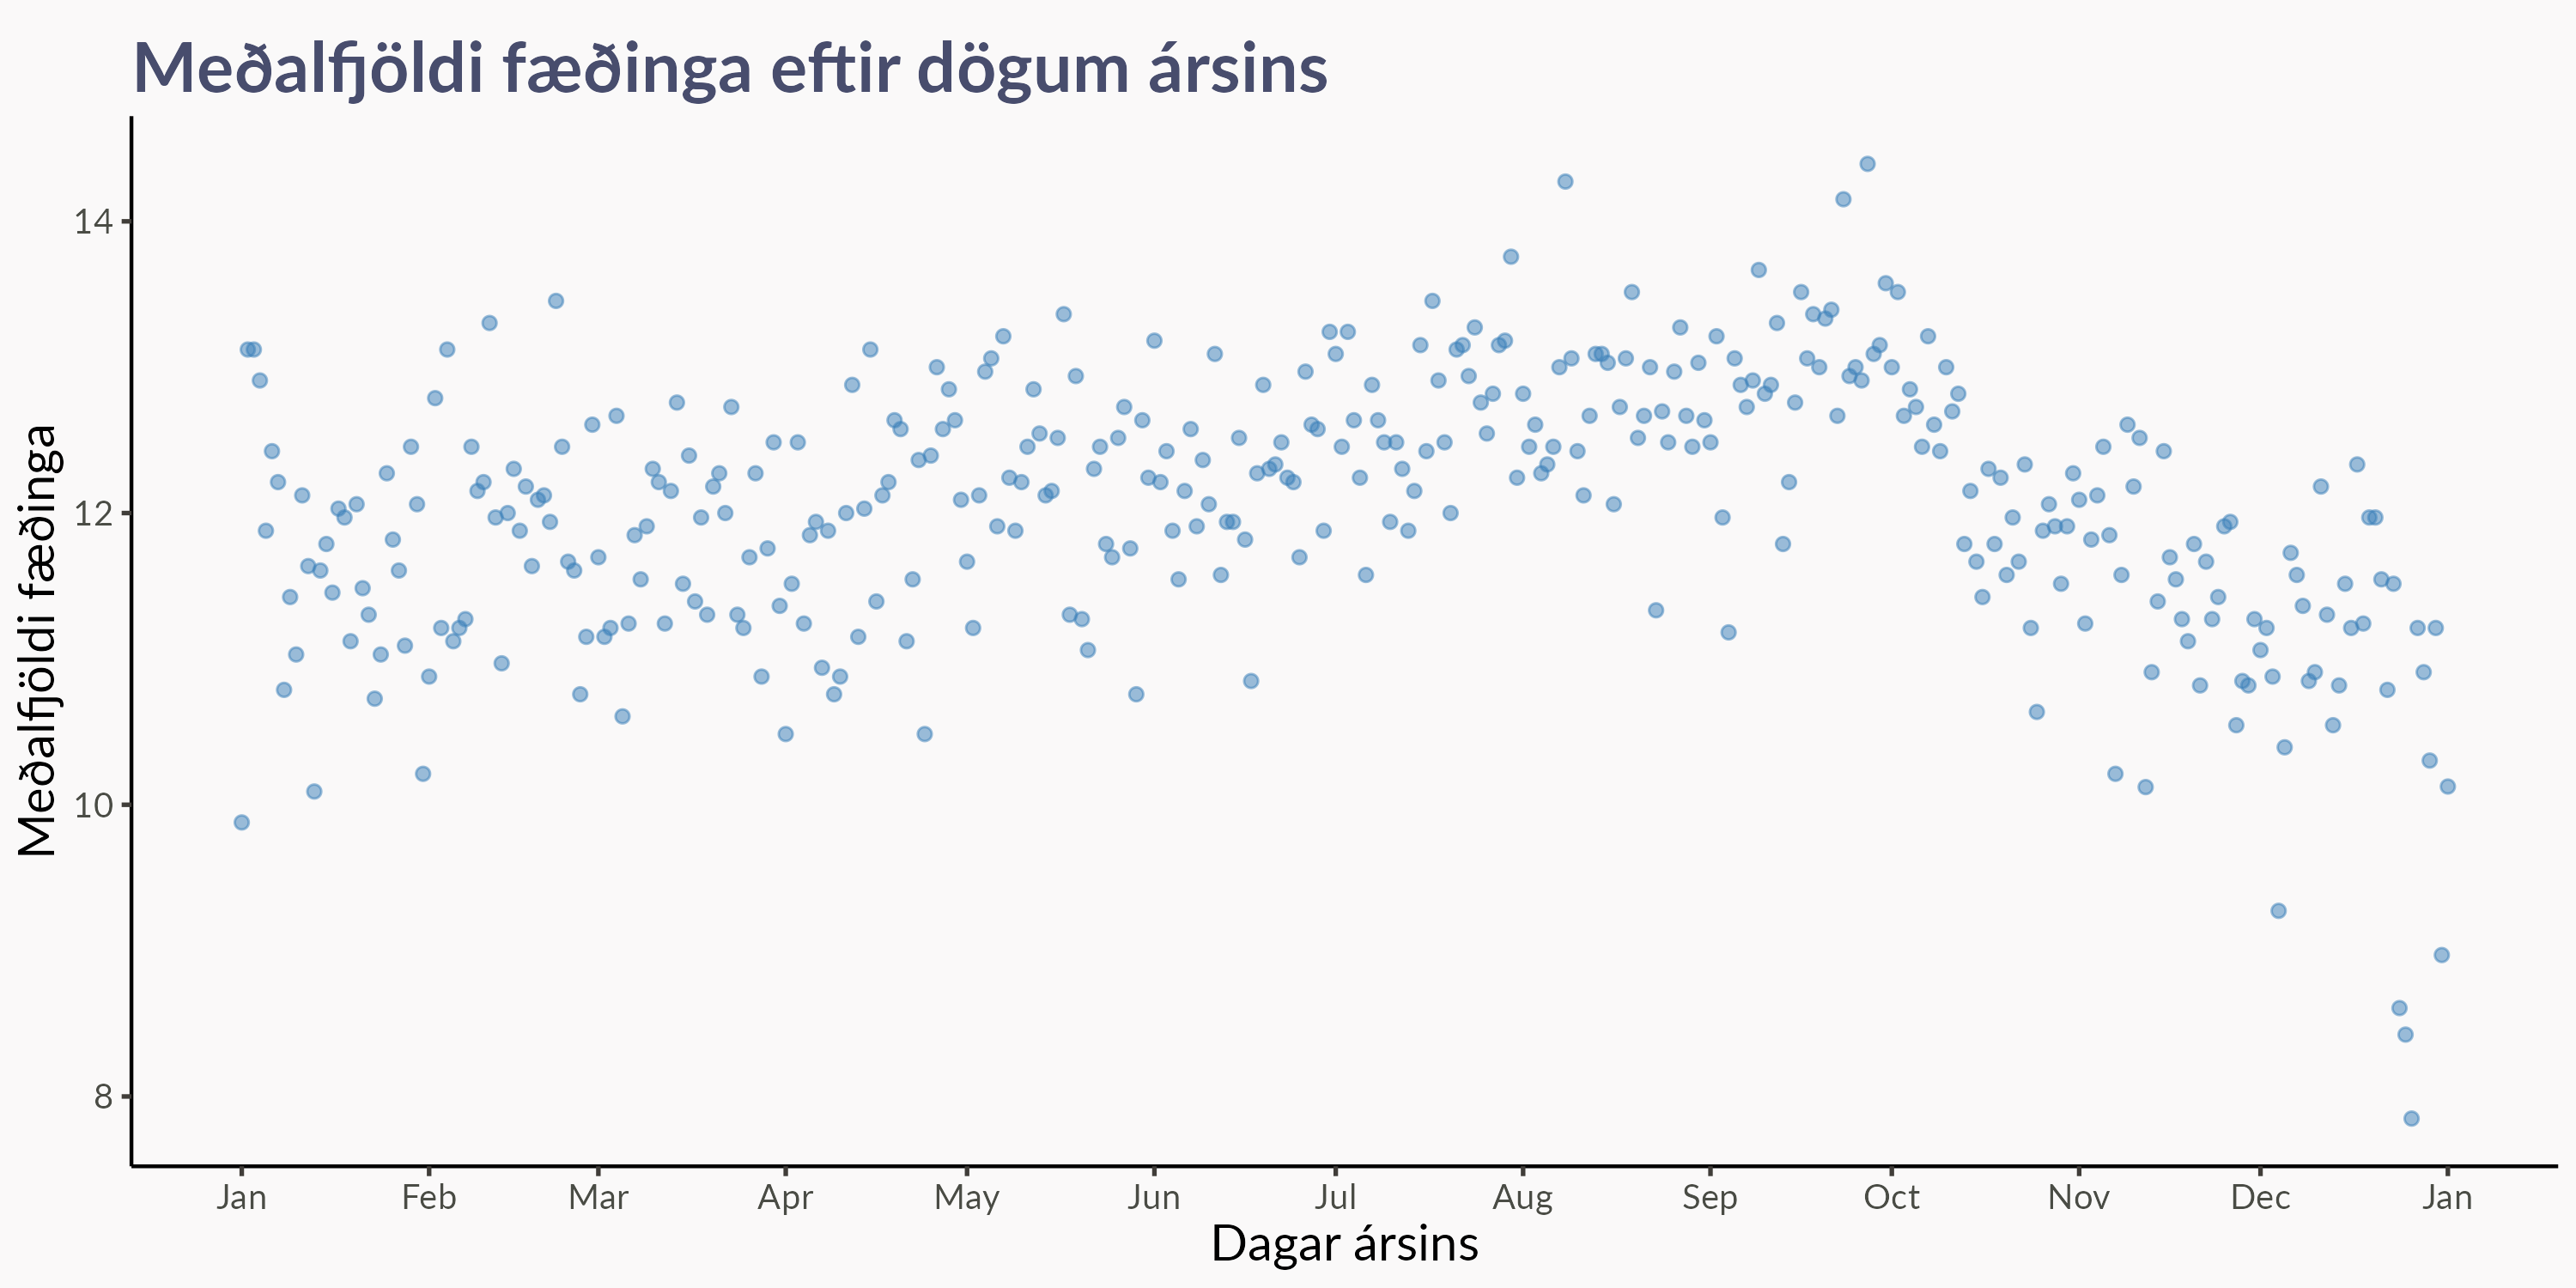 Meðalfjöldi fæðinga eftir dögum ársins
Meðalfjöldi fæðinga
14
12
10
8
Jan Feb Mar Apr May Jun Jul Aug Sep Oct Nov Dec Jan
Dagar ársins